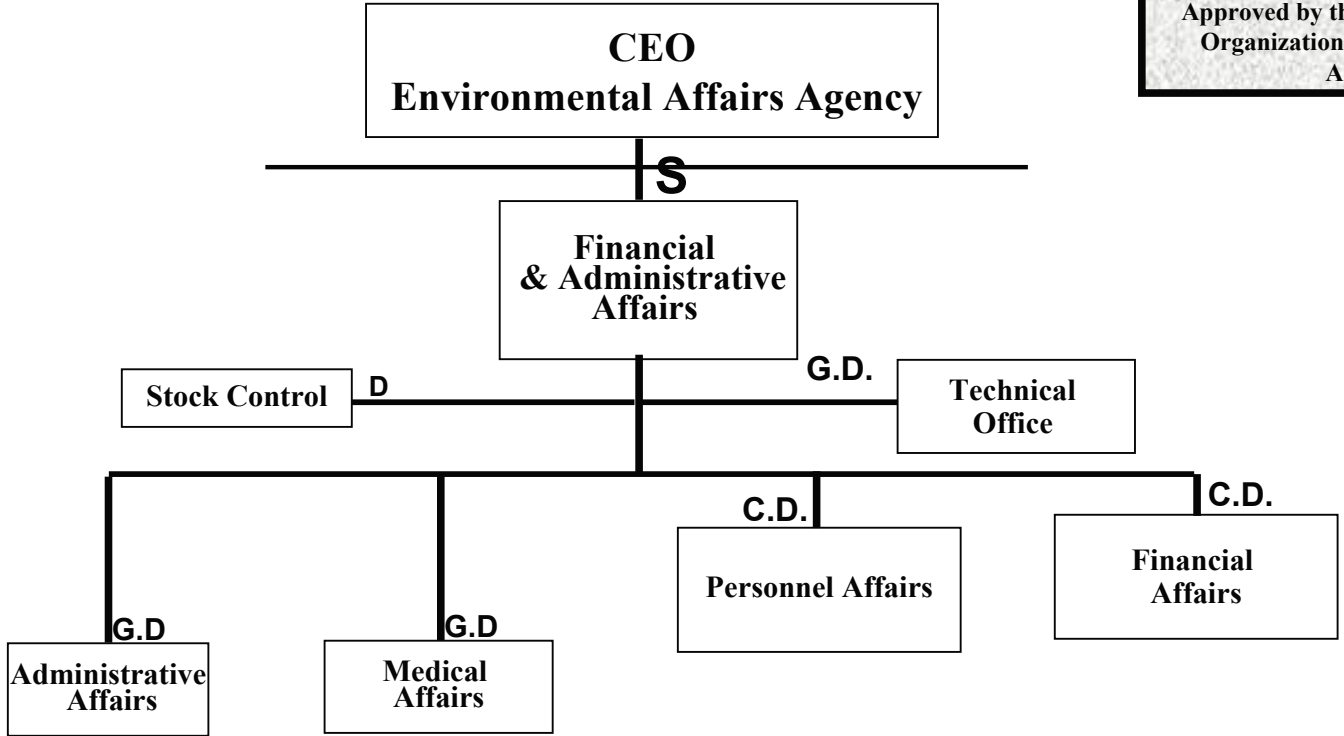 Approved by
Organization
A
CEO
Environmental Affairs Agency
S
Financial
& Administrative
Affairs
Stock Control
D
G.D.
Technical
Office
C.D.
C.D.
Personnel Affairs
Financial
Affairs
G.D
G.D
Administrative
Affairs
Medical
Affairs